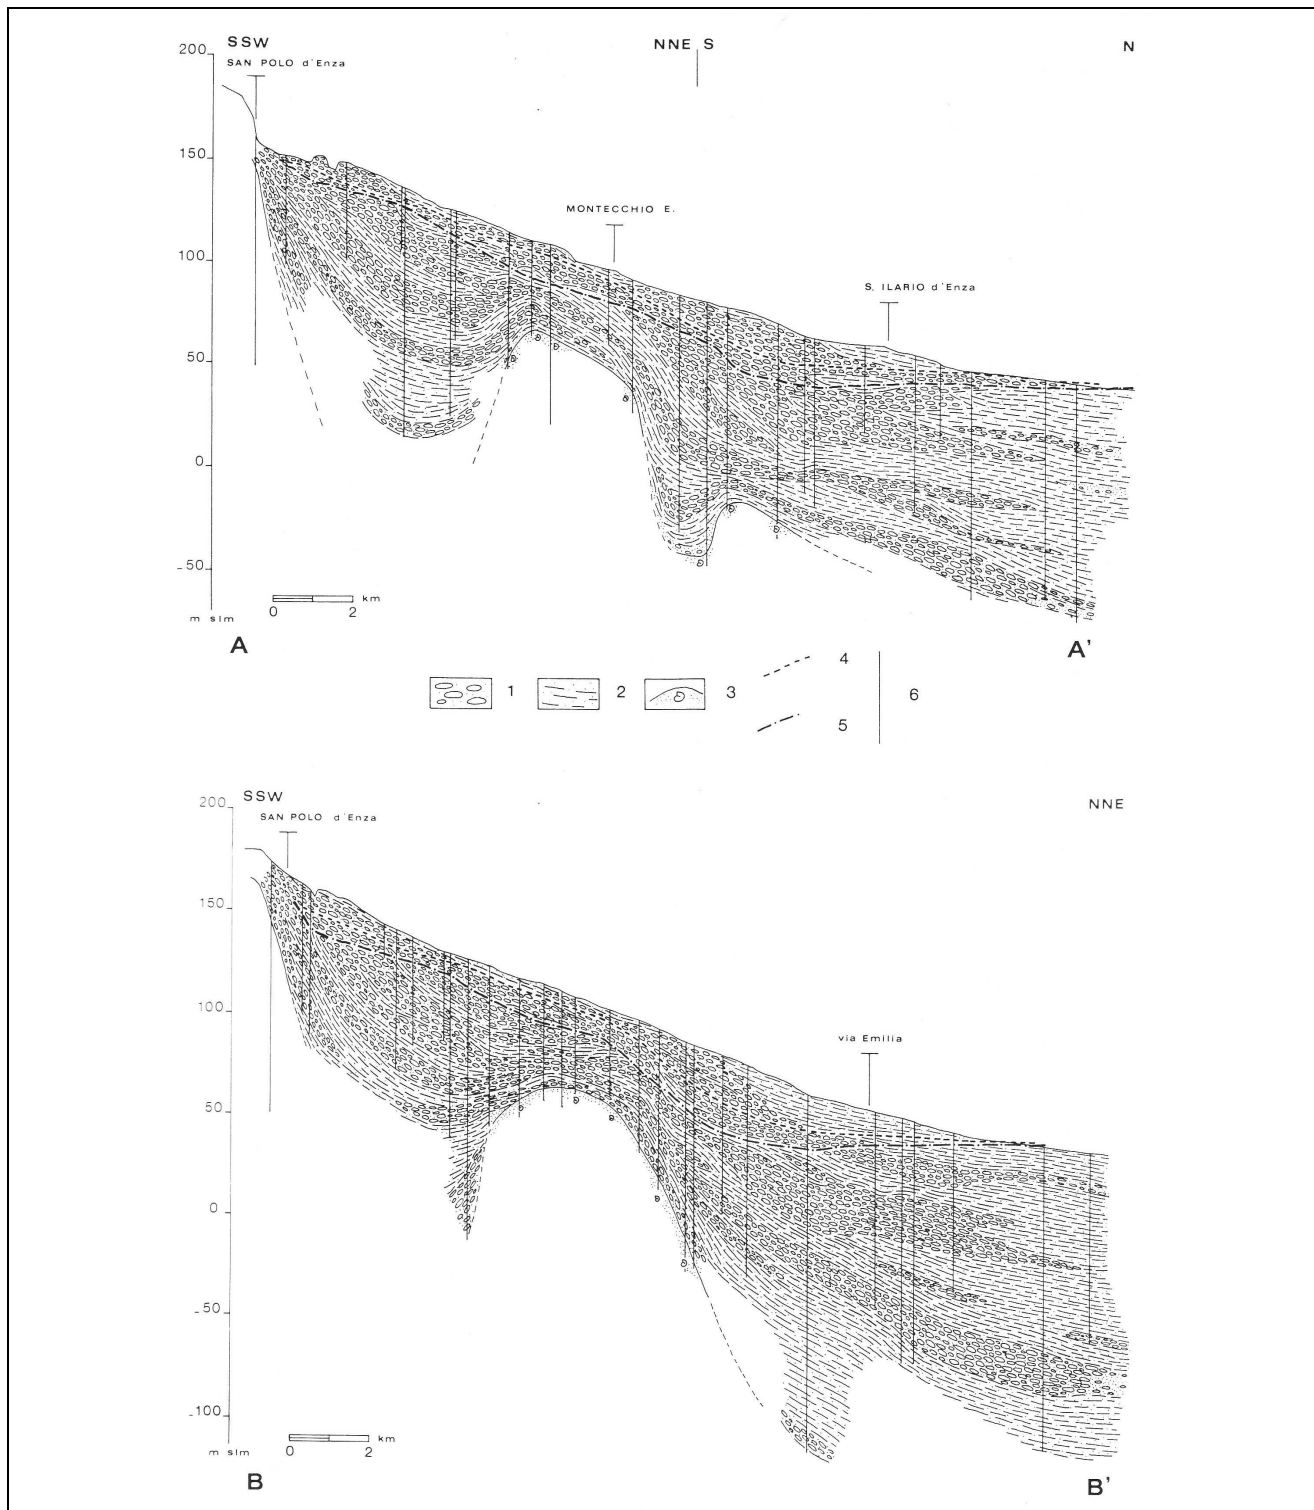 SSW
NNE S
N
200
SAN POLO d'Enza
150
MONTECCHIO E.
100
S. ILARIO d'Enza
50
0
-50
km
0 2
m slm
A
A'
1
2
3
4
5
6
SSW
NNE
200
SAN POLO d'Enza
150
100
via Emilia
50
0
-50
-100
km
0 2
m slm
B
B'